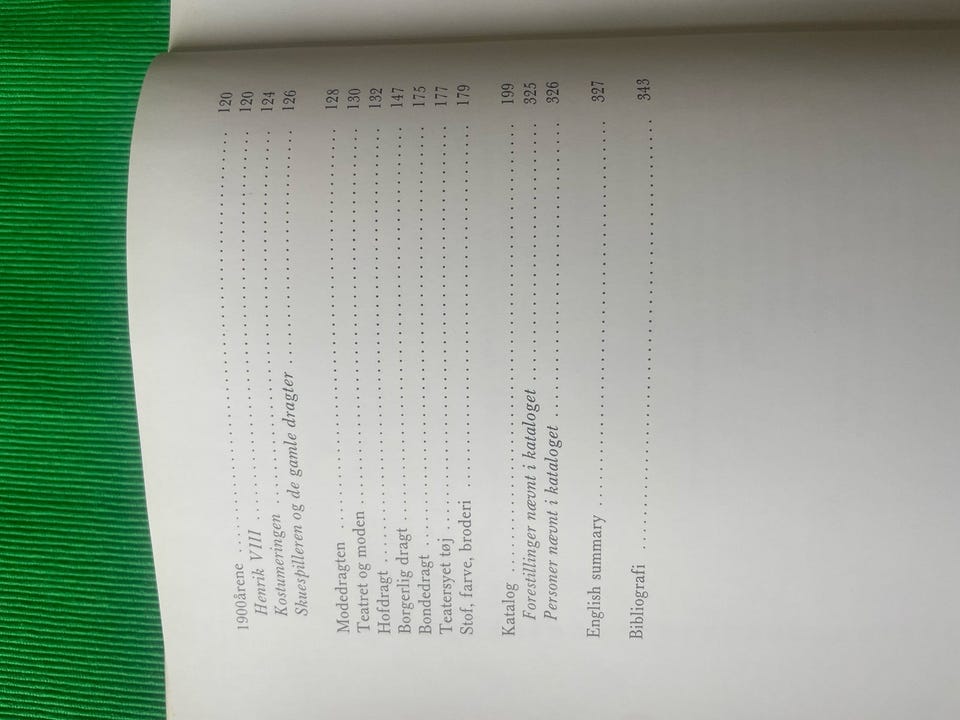 1900årene . . . . . . . . . . . . . . . . . . . . . . . . . . . . . . 120
Henrik VIII . . . . . . . . . . . . . . . . . . . . . . . . . . . . . . 120
Kostumeringen . . . . . . . . . . . . . . . . . . . . . . . . . . . . . . 124
Skuespilleren og de gamle dragter . . . . . . . . . . . . . . . . . . . . 126
Modedragten . . . . . . . . . . . . . . . . . . . . . . . . . . . . . . 128
Teatret og moden . . . . . . . . . . . . . . . . . . . . . . . . . . . . 130
Hofdragt . . . . . . . . . . . . . . . . . . . . . . . . . . . . . . 132
Borgerlig dragt . . . . . . . . . . . . . . . . . . . . . . . . . . . . 147
Bondedragt . . . . . . . . . . . . . . . . . . . . . . . . . . . . . . 175
Teatersyet tøj . . . . . . . . . . . . . . . . . . . . . . . . . . . . 177
Stof, farve, broderi . . . . . . . . . . . . . . . . . . . . . . . . . . 179
Katalog . . . . . . . . . . . . . . . . . . . . . . . . . . . . . . 199
Forestillinger nævnt i kataloget . . . . . . . . . . . . . . . . . . . . 325
Personer nævnt i kataloget . . . . . . . . . . . . . . . . . . . . . . 326
English summary . . . . . . . . . . . . . . . . . . . . . . . . . . . . 327
Bibliografi . . . . . . . . . . . . . . . . . . . . . . . . . . . . . . 343